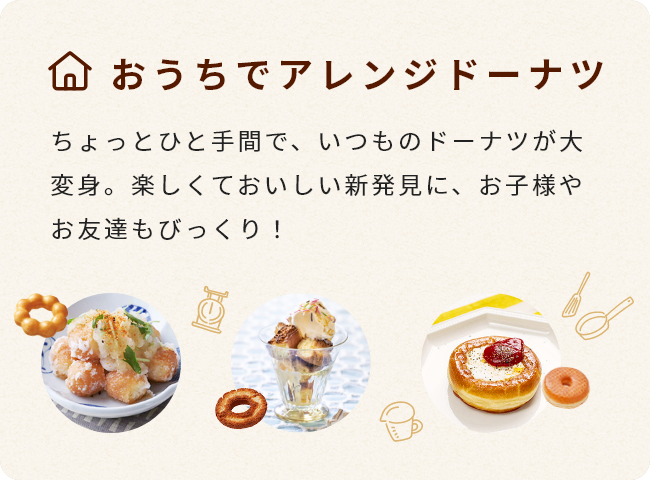 おうちでアレンジドーナツ
ちょっとひと手間で、いつものドーナツが大
変身。楽しくておいしい新発見に、お子様や
お友達もびっくり！